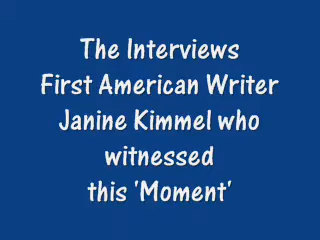 The Interviews
First American Writer
Janine Kimmel who
witnessed
this 'Moment'